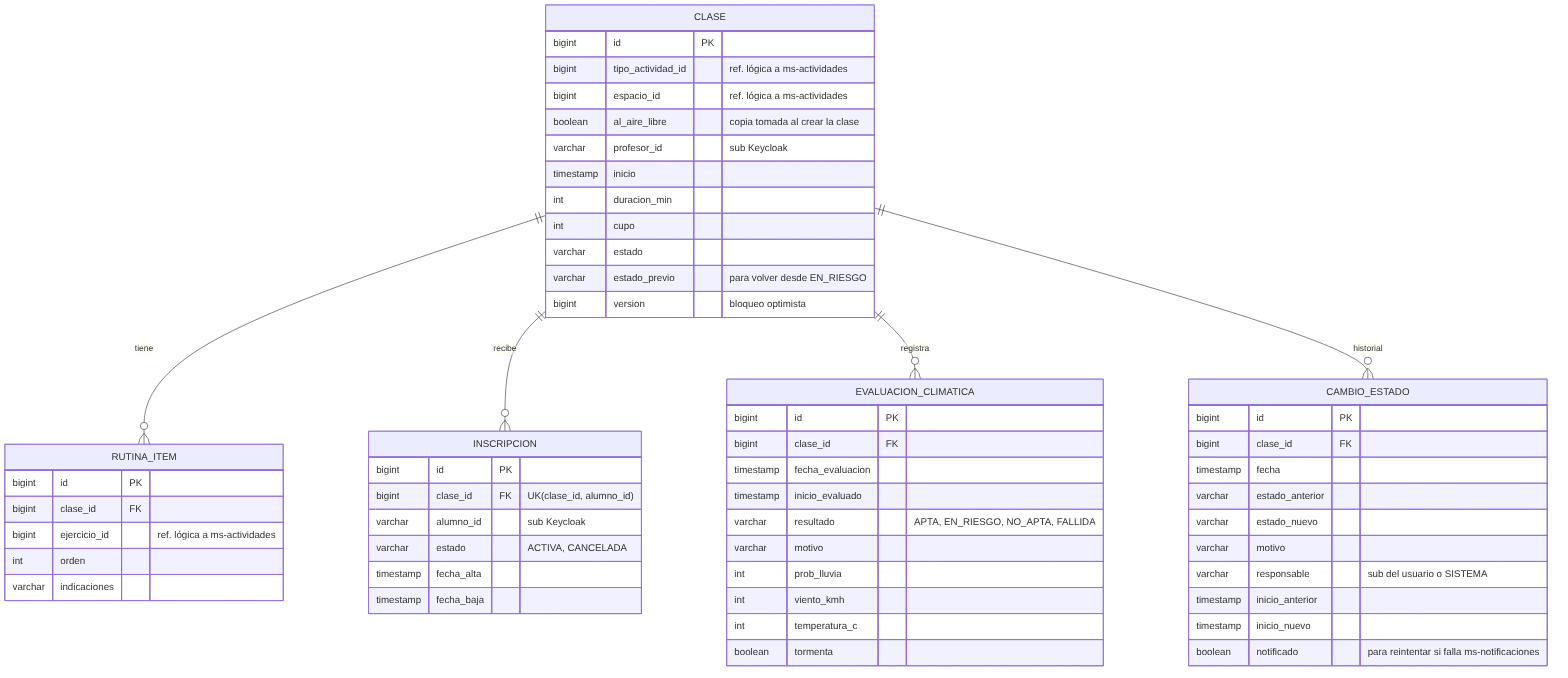 CLASE
bigint id PK
bigint tipo_actividad_id ref. lógica a ms-actividades
bigint espacio_id ref. lógica a ms-actividades
boolean al_aire_libre copia tomada al crear la clase
varchar profesor_id sub Keycloak
timestamp inicio
int duracion_min
int cupo
varchar estado
varchar estado_previo para volver desde EN_RIESGO
bigint version bloqueo optimista
tiene
recibe
registra
historial
RUTINA_ITEM
bigint id PK
bigint clase_id FK
bigint ejercicio_id ref. lógica a ms-actividades
int orden
varchar indicaciones
INSCRIPCION
bigint id PK
bigint clase_id FK UK(clase_id, alumno_id)
varchar alumno_id sub Keycloak
varchar estado ACTIVA, CANCELADA
timestamp fecha_alta
timestamp fecha_baja
EVALUACION_CLIMATICA
bigint id PK
bigint clase_id FK
timestamp fecha_evaluacion
timestamp inicio_evaluado
varchar resultado APTA, EN_RIESGO, NO_APTA, FALLIDA
varchar motivo
int prob_lluvia
int viento_kmh
int temperatura_c
boolean tormenta
CAMBIO_ESTADO
bigint id PK
bigint clase_id FK
timestamp fecha
varchar estado_anterior
varchar estado_nuevo
varchar motivo
varchar responsable sub del usuario o SISTEMA
timestamp inicio_anterior
timestamp inicio_nuevo
boolean notificado para reintentar si falla ms-notificaciones